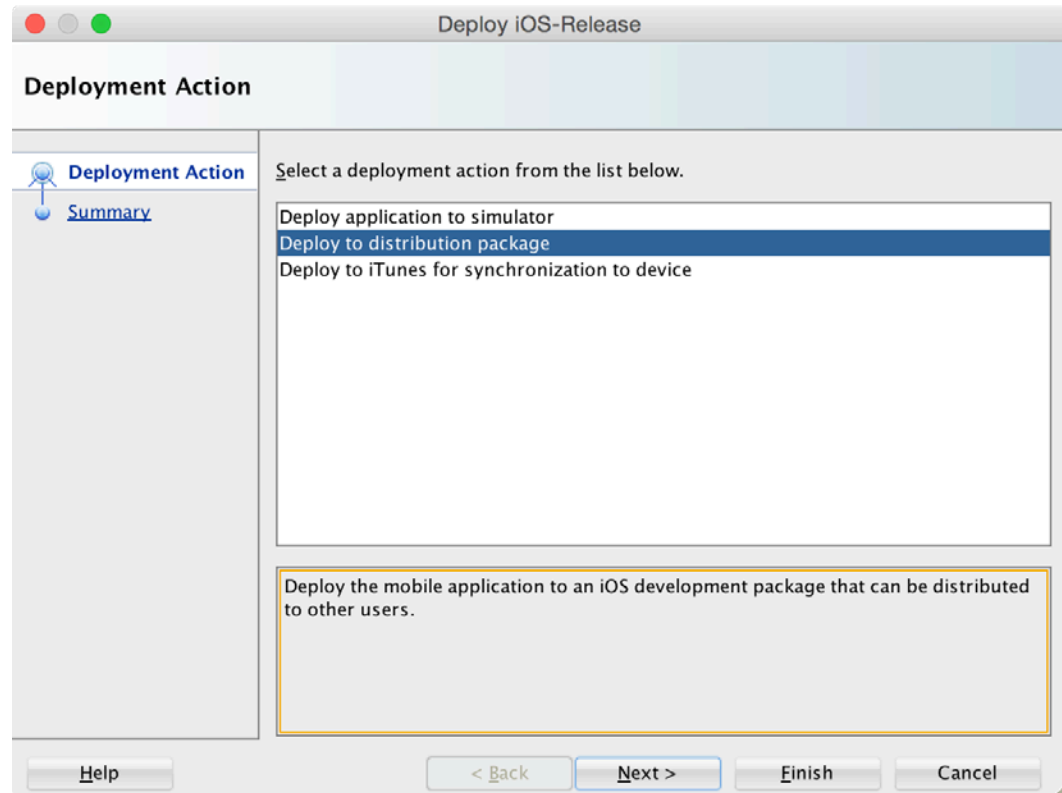 Deploy iOS-Release
Deployment Action
Deployment Action
Summary
Select a deployment action from the list below.
Deploy application to simulator
Deploy to distribution package
Deploy to iTunes for synchronization to device
Deploy the mobile application to an iOS development package that can be distributed
to other users.
Help
< Back
Next >
Finish
Cancel